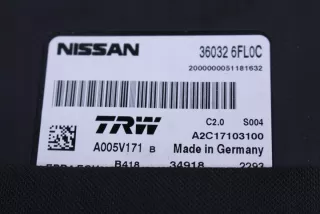 NISSAN 36032 6FL0C
2000000051181632
C2.0 S004
TRW A2C17103100
A005V171 B Made in Germany
B418 34918 2293